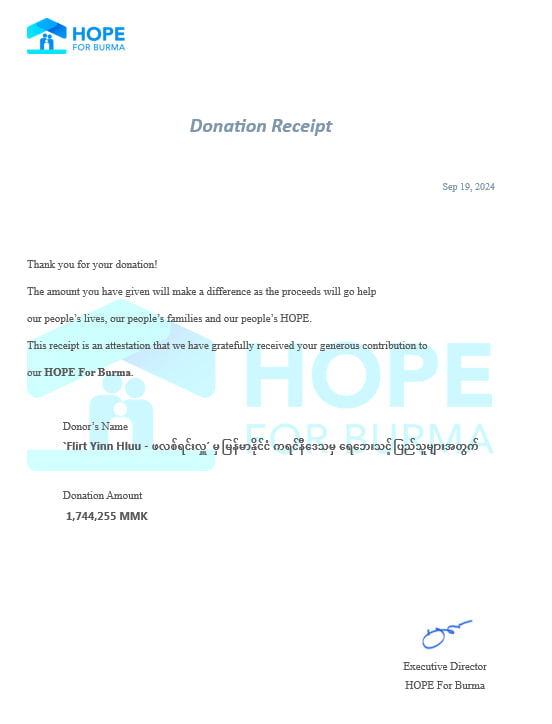 HOPE
FOR BURMA
Donation Receipt
Sep 19, 2024
Thank you for your donation!
The amount you have given will make a difference as the proceeds will go help
our people's lives, our people's families and our people's HOPE.
This receipt is an attestation that we have gratefully received your generous contribution to
our HOPE For Burma.
HOPE
FOR BURMA
Donor's Name
`Flirt Yinn Hluu - ဖလစ်ရင်းလှူ´ မှ မြန်မာနိုင်ငံ ကရင်နီဒေသမှ ရေဘေးသင့် ပြည်သူများအတွက်
Donation Amount
1,744,255 MMK
Executive Director
HOPE For Burma